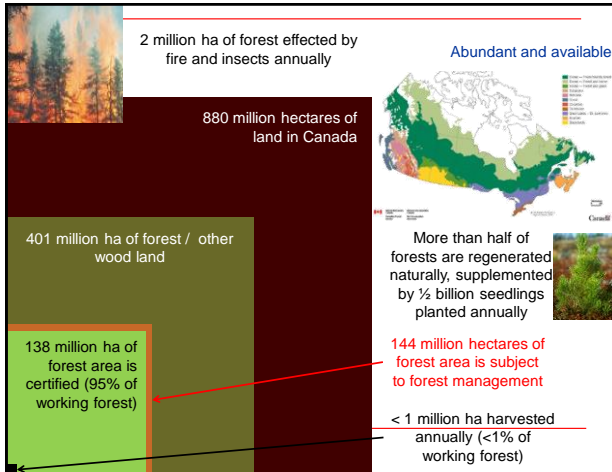 2 million ha of forest effected by
fire and insects annually
Abundant and available
880 million hectares of
land in Canada
Canada
401 million ha of forest / other
wood land
More than half of
forests are regenerated
naturally, supplemented
by ½ billion seedlings
planted annually
138 million ha of
forest area is
certified (95% of
working forest)
144 million hectares of
forest area is subject
to forest management
< 1 million ha harvested
annually (<1% of
working forest)